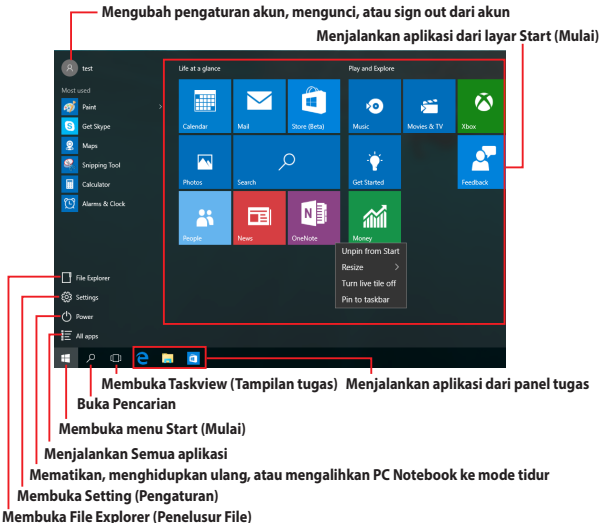 Mengubah pengaturan akun, mengunci, atau sign out dari akun
Menjalankan aplikasi dari layar Start (Mulai)
test
Life at a glance
Play and Explore
Most used
Paint
Get Skype
Maps
Snipping Tool
Calculator
Alarms & Clock
Calendar
Mail
Store (Beta)
Music
Movies & TV
Xbox
Photos
Search
Get Started
Feedback
People
News
OneNote
Money
Unpin from Start
Resize
Turn live tile off
Pin to taskbar
File Explorer
Settings
Power
All apps
Membuka Taskview (Tampilan tugas)
Menjalankan aplikasi dari panel tugas
Buka Pencarian
Membuka menu Start (Mulai)
Menjalankan Semua aplikasi
Mematikan, menghidupkan ulang, atau mengalihkan PC Notebook ke mode tidur
Membuka Setting (Pengaturan)
Membuka File Explorer (Penelusur File)